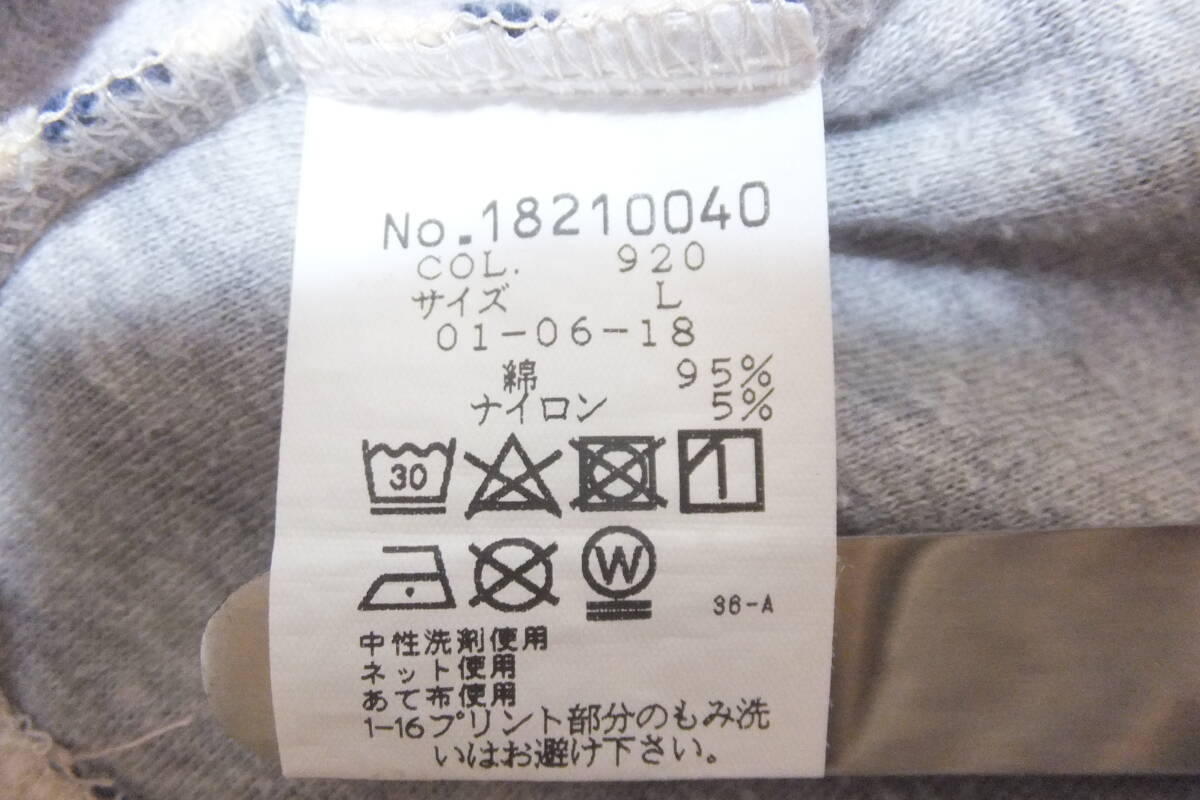 No.18210040
COL. 920
サイズ L
01-06-18
綿 95%
ナイロン 5%
30
W
36-A
中性洗剤使用
ネット使用
あて布使用
1-16プリント部分のもみ洗
いはお避け下さい。